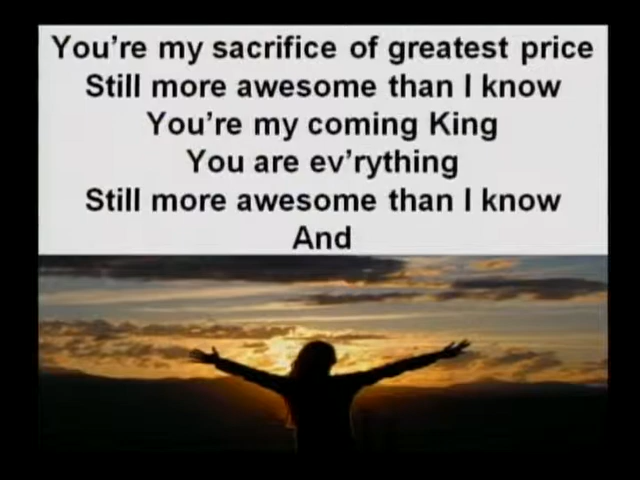 You're my sacrifice of greatest price
Still more awesome than I know
You're my coming King
You are ev'rything
Still more awesome than I know
And